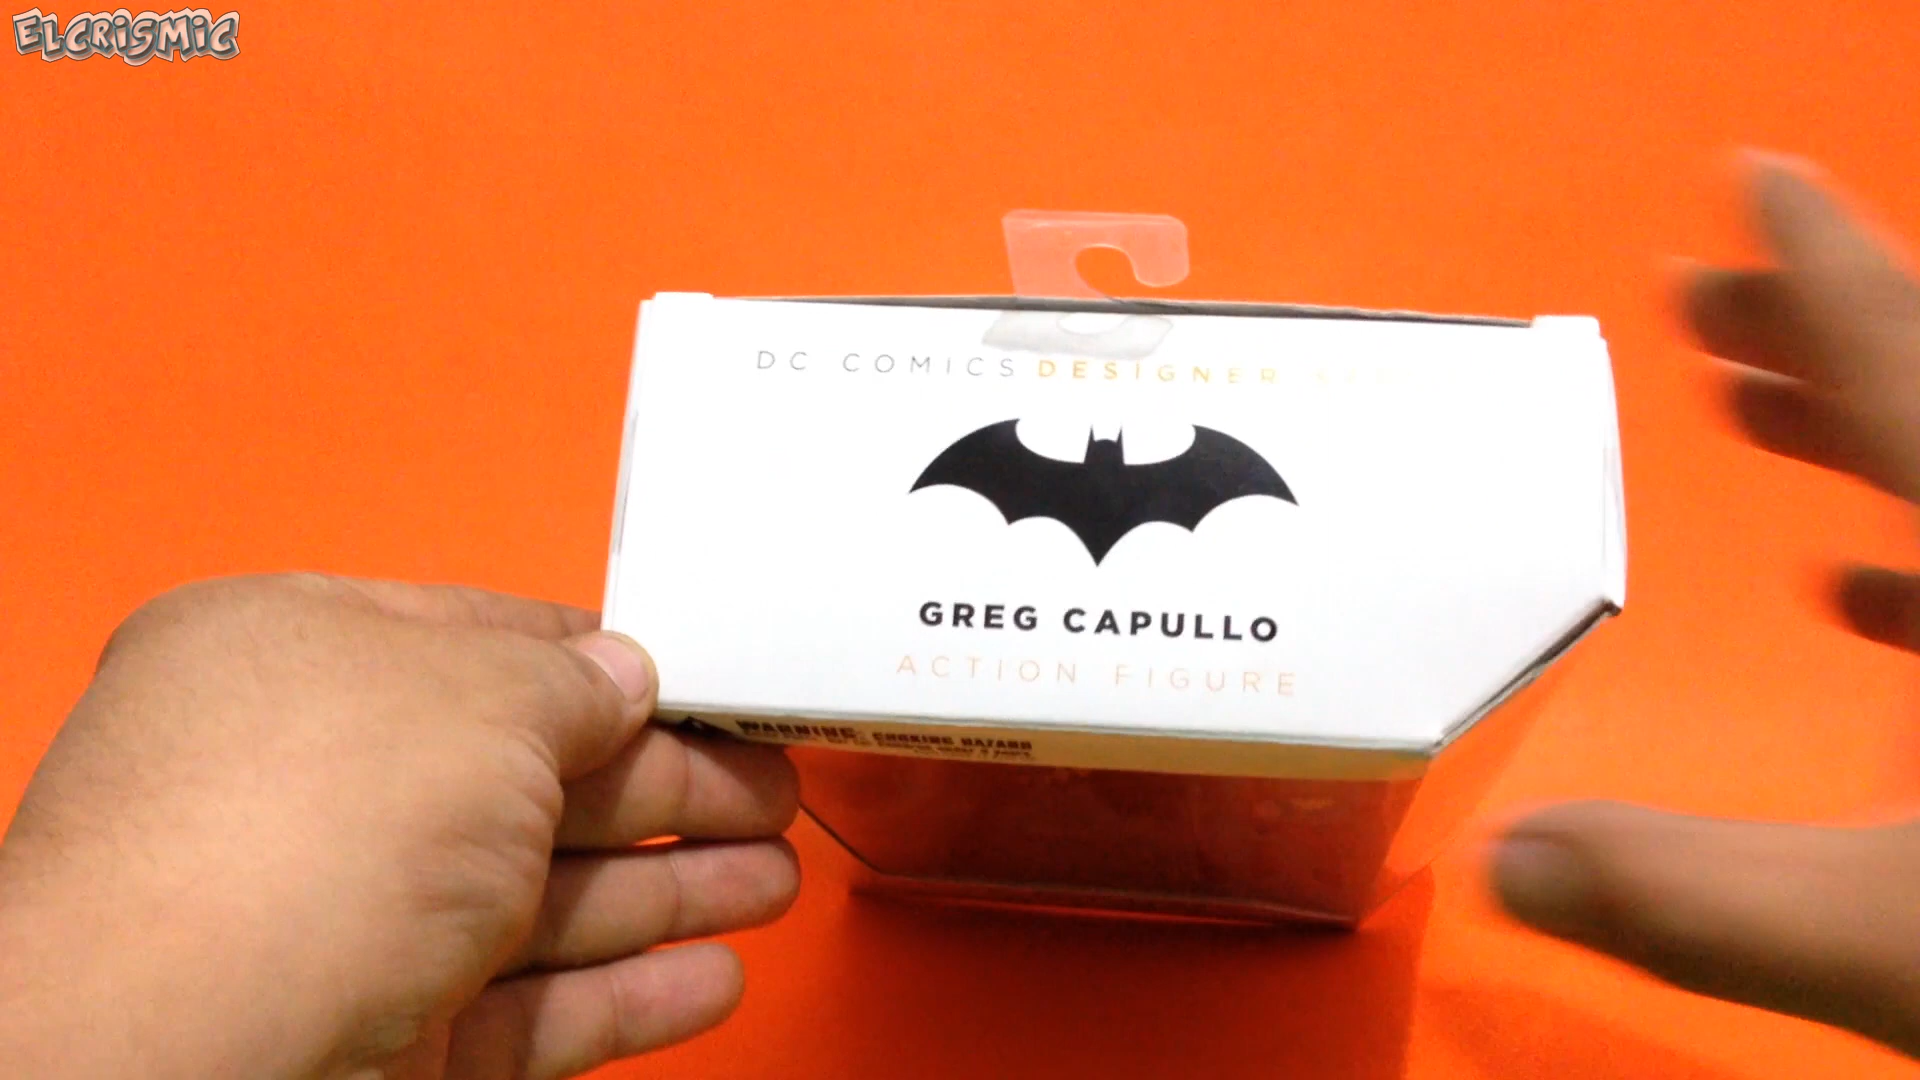 ELCRISMIC
DC COMICS DESIGNER
GREG CAPULLO
ACTION FIGURE
WARNING: CHOKING HAZARD